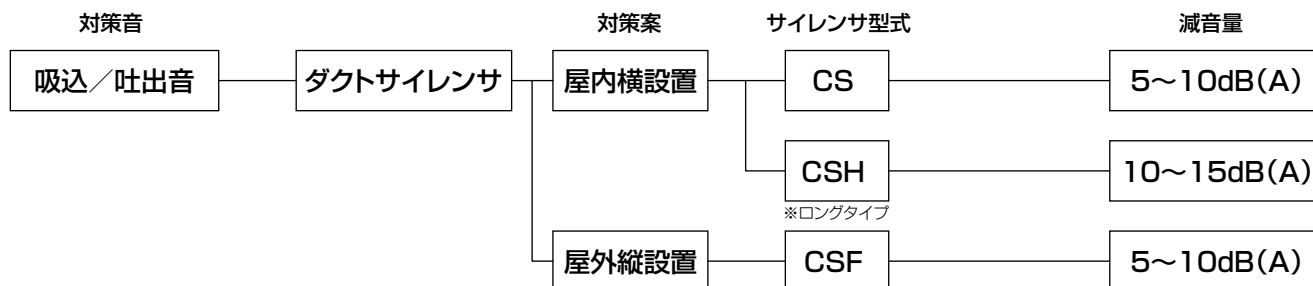 対策音
対策案
サイレンサ型式
減音量
吸込／吐出音
ダクトサイレンサ
屋内横設置
CS
5〜10dB(A)
CSH
10〜15dB(A)
※ロングタイプ
屋外縦設置
CSF
5〜10dB(A)